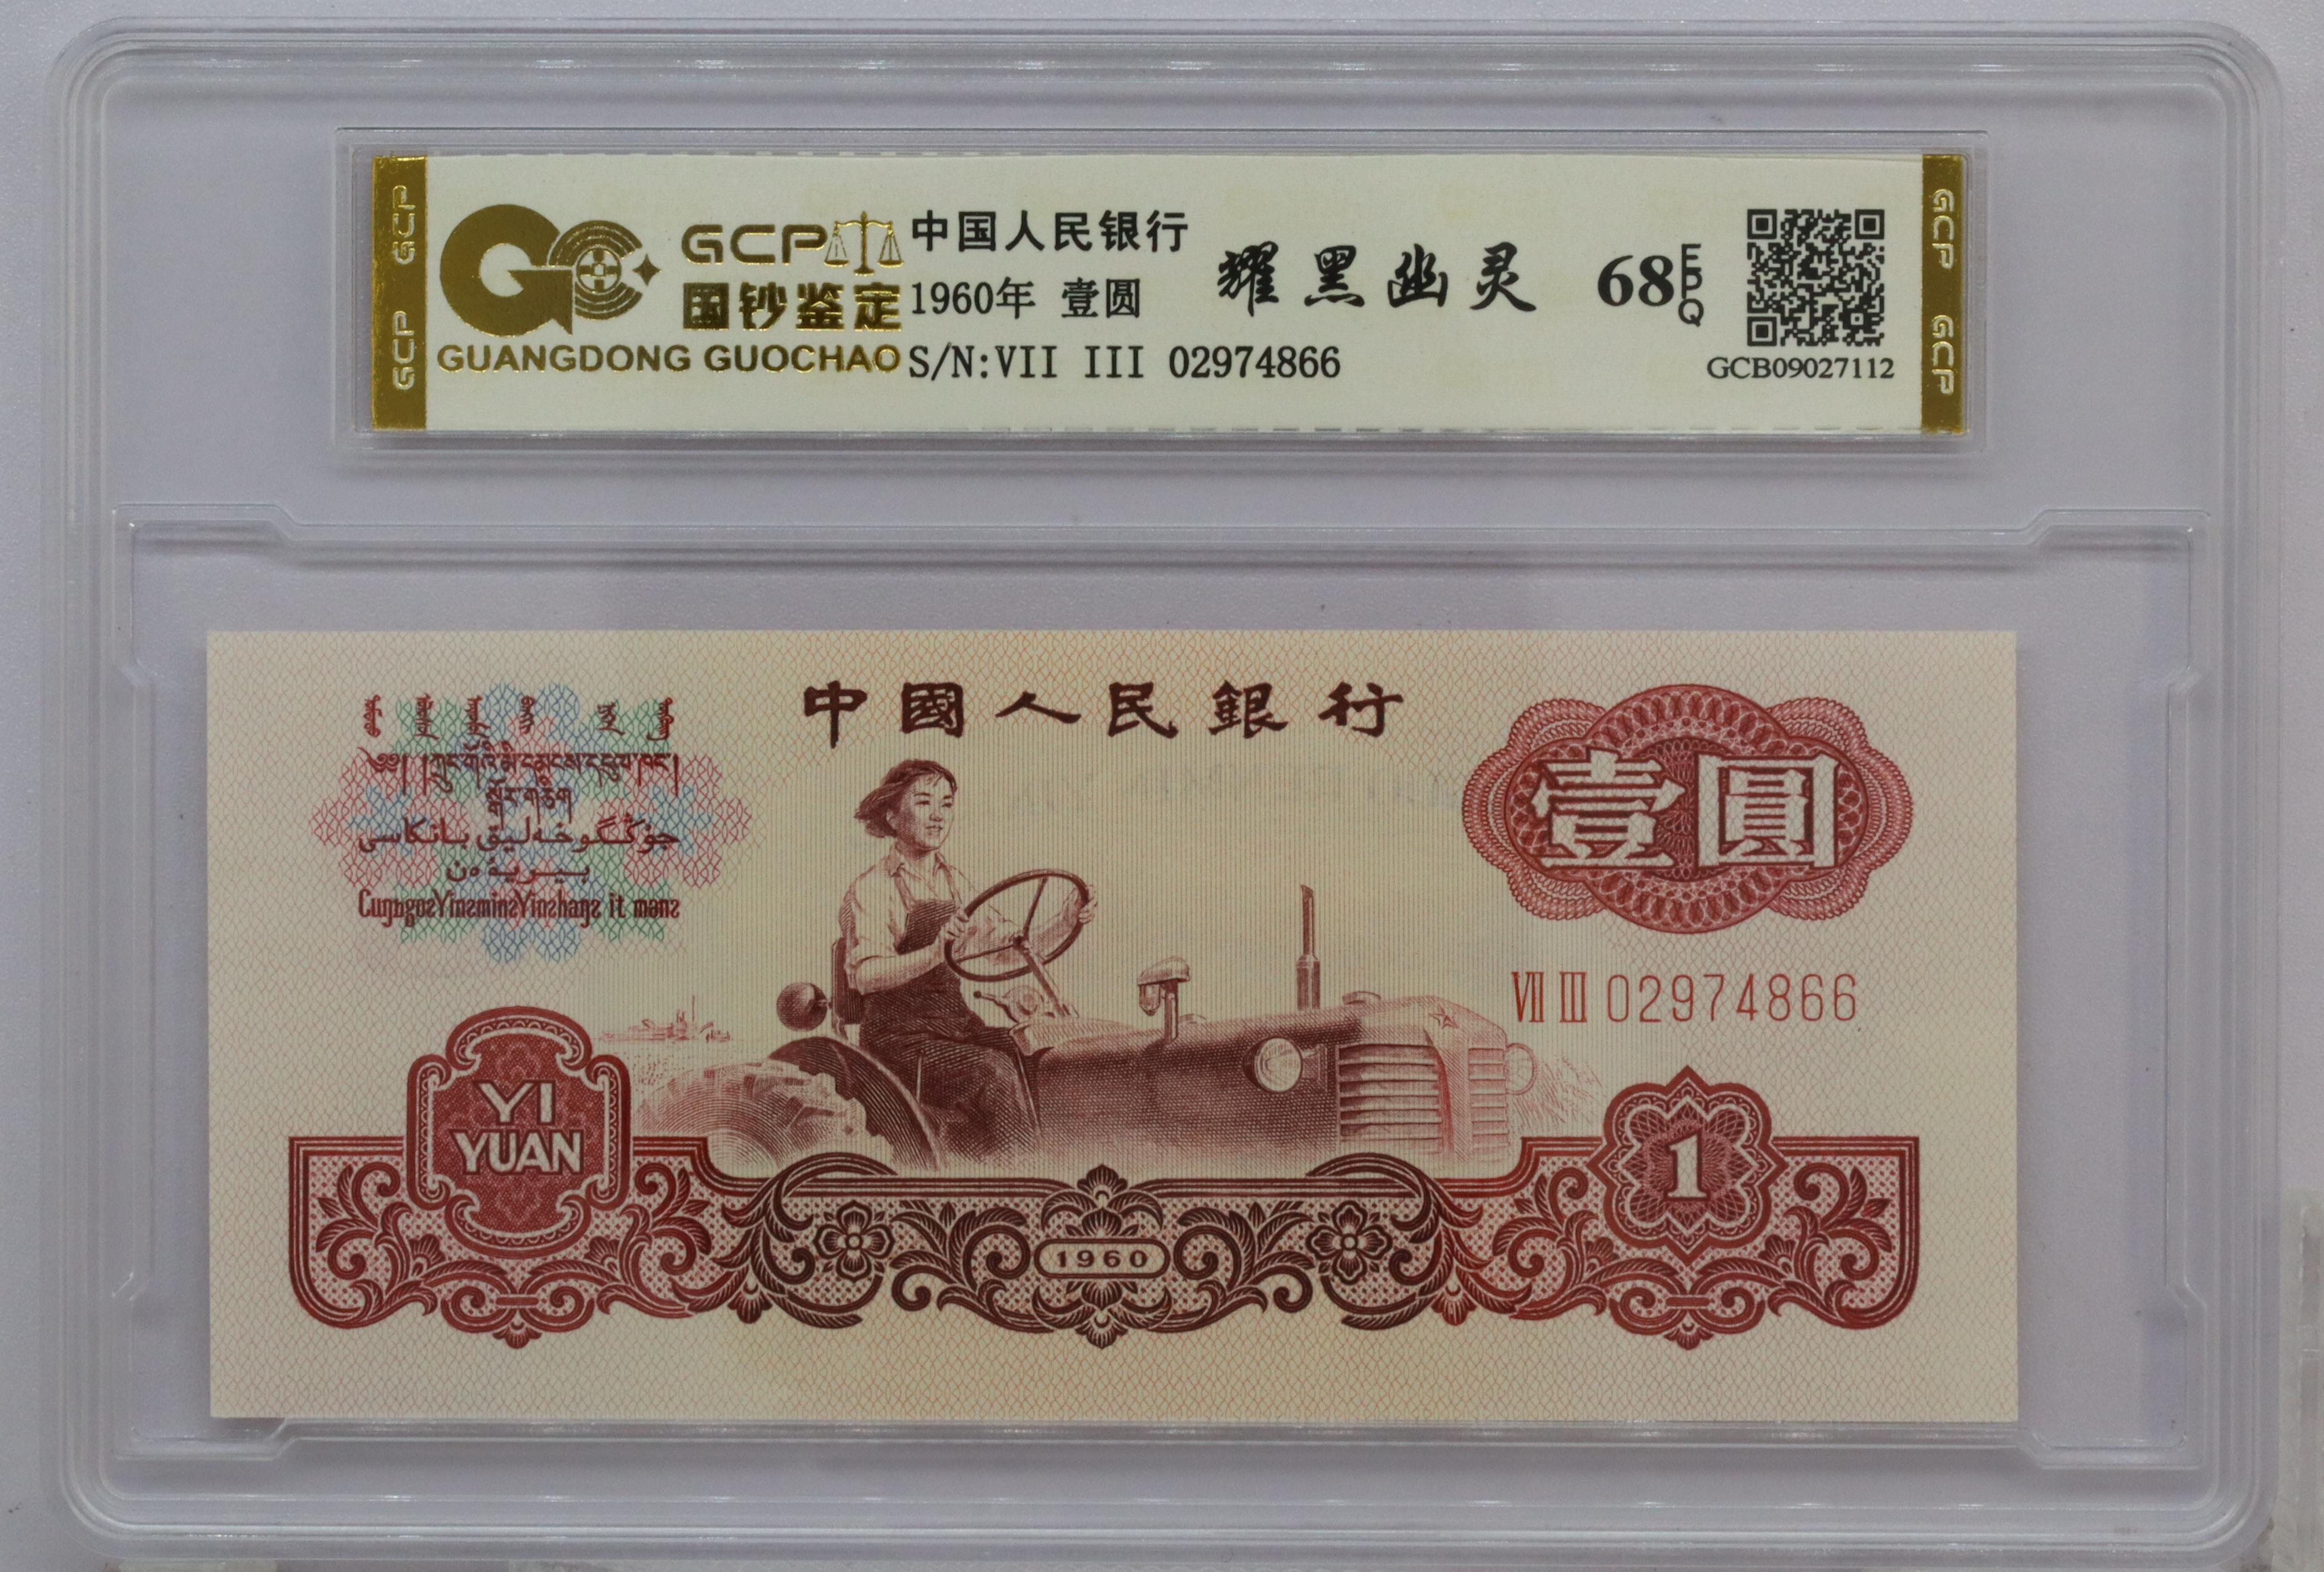 GCP
GCP
GCP
国钞鉴定
GUANGDONG GUOCHAO
中国人民银行
1960年 壹圆
S/N:VII III 02974866
耀黑幽灵
68 EPQ
GCB09027112
GCP
GCP
中國人民銀行
壹圓
VII III 02974866
YI
YUAN
1960
1